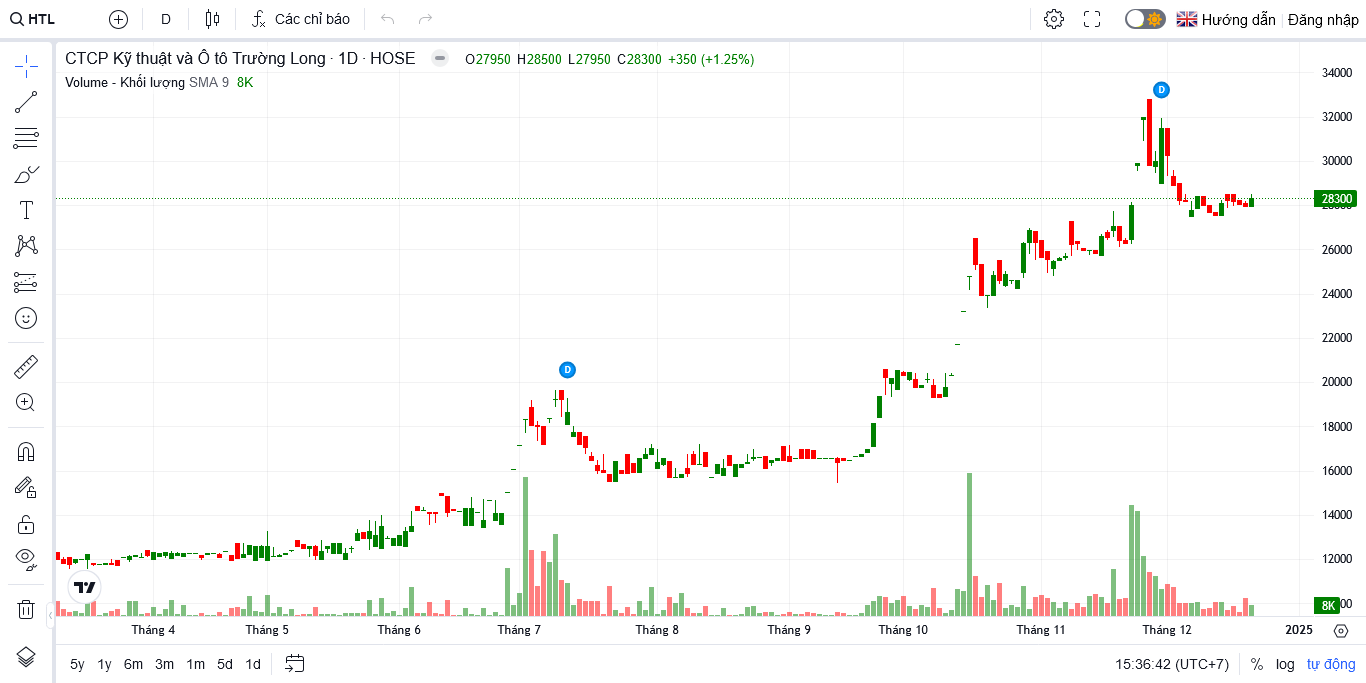 HTL D Các chỉ báo Hướng dẫn Đăng nhập
CTCP Kỹ thuật và Ô tô Trường Long · 1D · HOSE O27950 H28500 L27950 C28300 +350 (+1.25%)
Volume - Khối lượng SMA 9 8K
34000
D
32000
30000
28300
26000
24000
22000
D
20000
18000
16000
14000
12000
8K
Tháng 4 Tháng 5 Tháng 6 Tháng 7 Tháng 8 Tháng 9 Tháng 10 Tháng 11 Tháng 12 2025
5y 1y 6m 3m 1m 5d 1d 15:36:42 (UTC+7) % log tự động